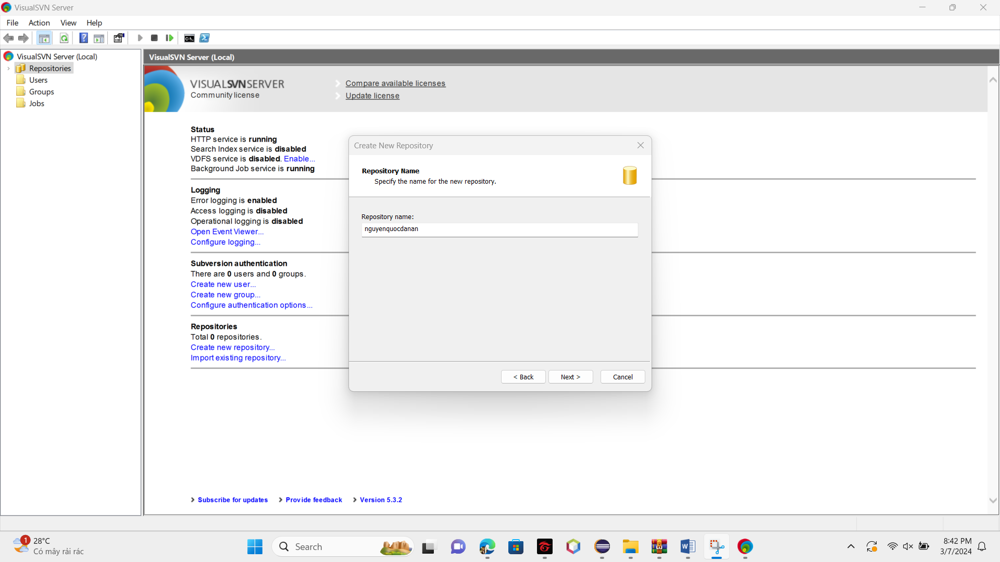 VisualSVN Server
File Action View Help
VisualSVN Server (Local)
Repositories
Users
Groups
Jobs
VisualSVN Server (Local)
VISUALSVNSERVER
Community license
Compare available licenses
Update license
Status
HTTP service is running
Search Index service is disabled
VDFS service is disabled. Enable...
Background Job service is running
Logging
Error logging is enabled
Access logging is disabled
Operational logging is disabled
Open Event Viewer...
Configure logging...
Subversion authentication
There are 0 users and 0 groups.
Create new user...
Create new group...
Configure authentication options...
Repositories
Total 0 repositories.
Create new repository...
Import existing repository...
Create New Repository
Repository Name
Specify the name for the new repository.
Repository name:
nguyenquocdanan
< Back Next > Cancel
Subscribe for updates Provide feedback Version 5.3.2
1
28°C
Có mây rải rác
Search
8:42 PM
3/7/2024